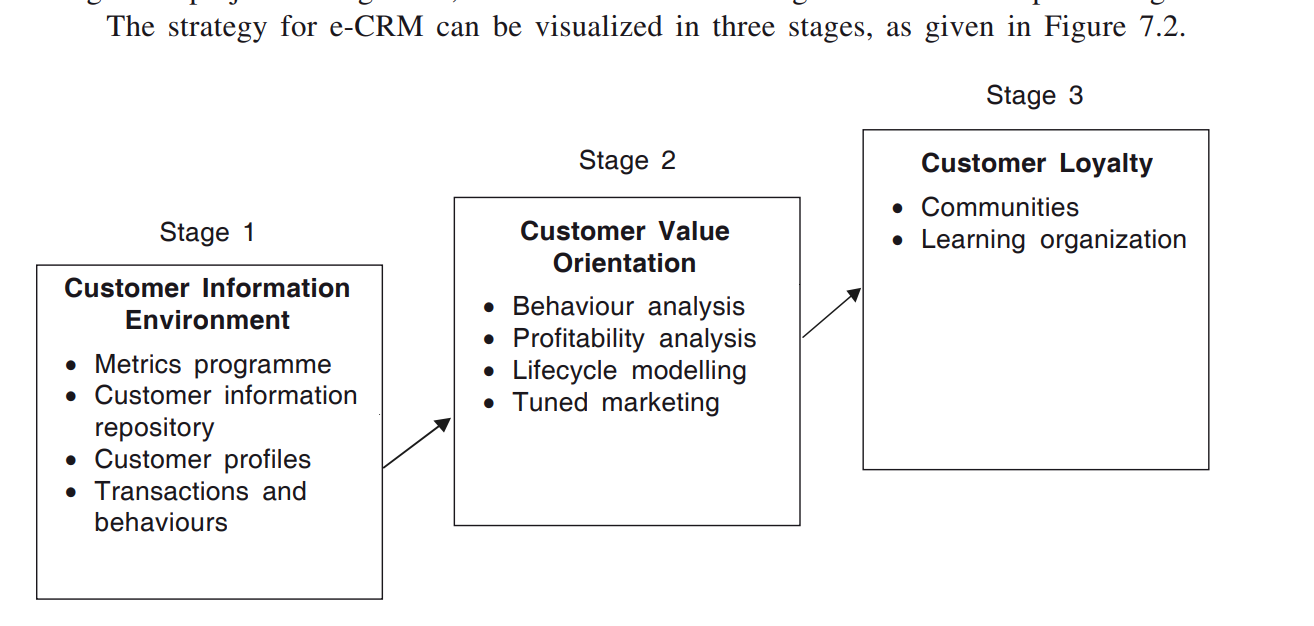 The strategy for e-CRM can be visualized in three stages, as given in Figure 7.2.
Stage 1
Customer Information
Environment
• Metrics programme
• Customer information
repository
• Customer profiles
• Transactions and
behaviours
Stage 2
Customer Value
Orientation
• Behaviour analysis
• Profitability analysis
• Lifecycle modelling
• Tuned marketing
Stage 3
Customer Loyalty
• Communities
• Learning organization